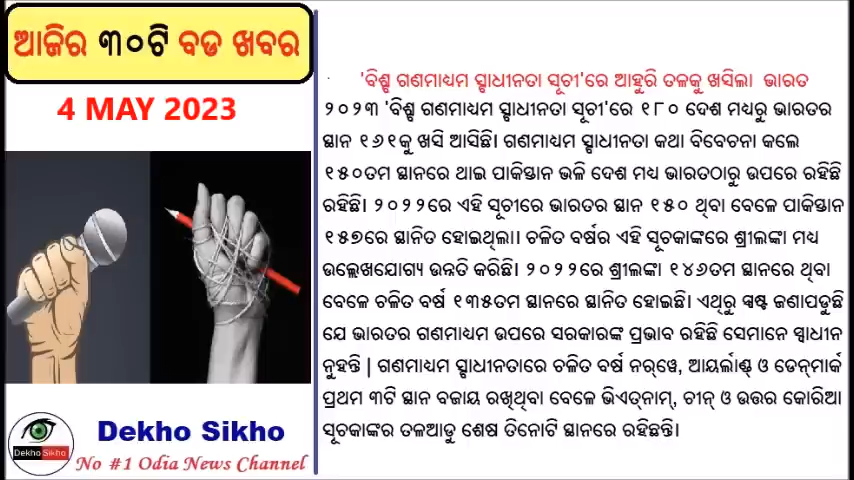 ଆଜିର ୩୦ଟି ବଡ ଖବର
4 MAY 2023
'ବିଶ୍ବ ଗଣମାଧ୍ୟମ ସ୍ବାଧୀନତା ସୂଚୀ'ରେ ଆହୁରି ତଳକୁ ଖସିଲା ଭାରତ
୨୦୨୩ 'ବିଶ୍ବ ଗଣମାଧ୍ୟମ ସ୍ବାଧୀନତା ସୂଚୀ'ରେ ୧୮୦ ଦେଶ ମଧ୍ୟରୁ ଭାରତର
ସ୍ଥାନ ୧୬୧କୁ ଖସି ଆସିଛି। ଗଣମାଧ୍ୟମ ସ୍ବାଧୀନତା କଥା ବିବେଚନା କଲେ
୧୫୦ତମ ସ୍ଥାନରେ ଥାଇ ପାକିସ୍ତାନ ଭଳି ଦେଶ ମଧ୍ୟ ଭାରତଠାରୁ ଉପରେ ରହିଛି
ରହିଛି। ୨୦୨୨ରେ ଏହି ସୂଚୀରେ ଭାରତର ସ୍ଥାନ ୧୫୦ ଥିବା ବେଳେ ପାକିସ୍ତାନ
୧୫୭ରେ ସ୍ଥାନିତ ହୋଇଥିଲା। ଚଳିତ ବର୍ଷର ଏହି ସୂଚକାଙ୍କରେ ଶ୍ରୀଲଙ୍କା ମଧ୍ୟ
ଉଲ୍ଲେଖଯୋଗ୍ୟ ଉନ୍ନତି କରିଛି। ୨୦୨୨ରେ ଶ୍ରୀଲଙ୍କା ୧୪୬ତମ ସ୍ଥାନରେ ଥିବା
ବେଳେ ଚଳିତ ବର୍ଷ ୧୩୫ତମ ସ୍ଥାନରେ ସ୍ଥାନିତ ହୋଇଛି। ଏଥିରୁ ସ୍ପଷ୍ଟ ଜଣାପଡୁଛି
ଯେ ଭାରତର ଗଣମାଧ୍ୟମ ଉପରେ ସରକାରଙ୍କ ପ୍ରଭାବ ରହିଛି ସେମାନେ ସ୍ୱାଧୀନ
ନୁହନ୍ତି | ଗଣମାଧ୍ୟମ ସ୍ବାଧୀନତାରେ ଚଳିତ ବର୍ଷ ନର୍‌ୱେ, ଆୟର୍ଲାଣ୍ଡ ଓ ଡେନ୍‌ମାର୍କ
ପ୍ରଥମ ୩ଟି ସ୍ଥାନ ବଜାୟ ରଖିଥିବା ବେଳେ ଭିଏତ୍‌ନାମ୍, ଚୀନ୍ ଓ ଉତ୍ତର କୋରିଆ
ସୂଚକାଙ୍କର ତଳଆଡୁ ଶେଷ ତିନୋଟି ସ୍ଥାନରେ ରହିଛନ୍ତି।
Dekho Sikho
Dekho Sikho
No #1 Odia News Channel